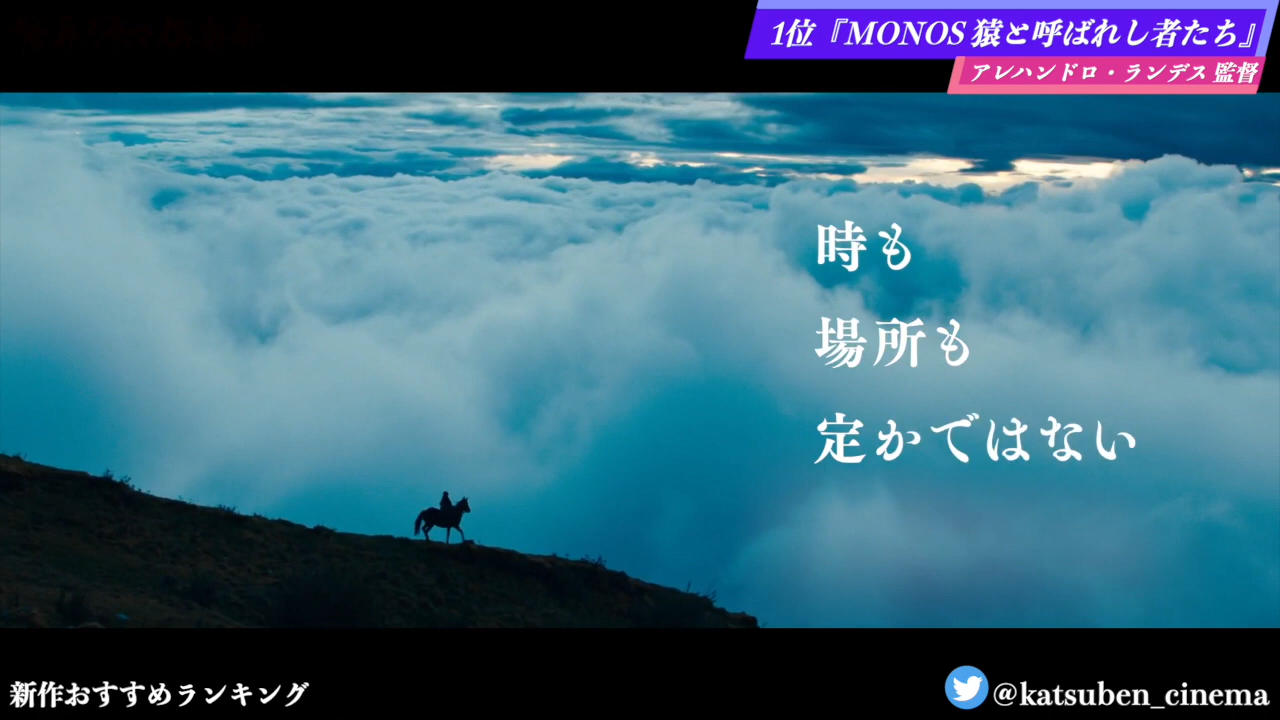 1位『MONOS 猿と呼ばれし者たち』
アレハンドロ・ランデス 監督
時も
場所も
定かではない
新作おすすめランキング
@katsuben_cinema